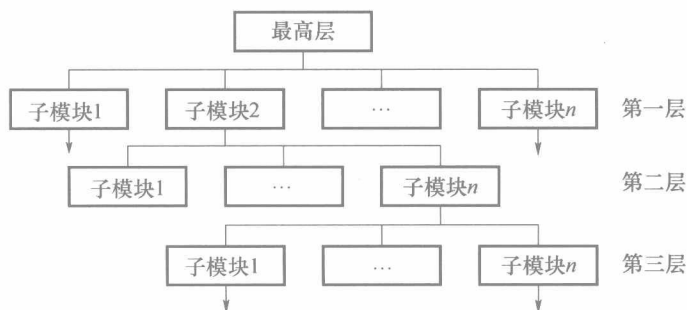 最高层
子模块1 子模块2 … 子模块n 第一层
子模块1 … 子模块n 第二层
子模块1 … 子模块n 第三层